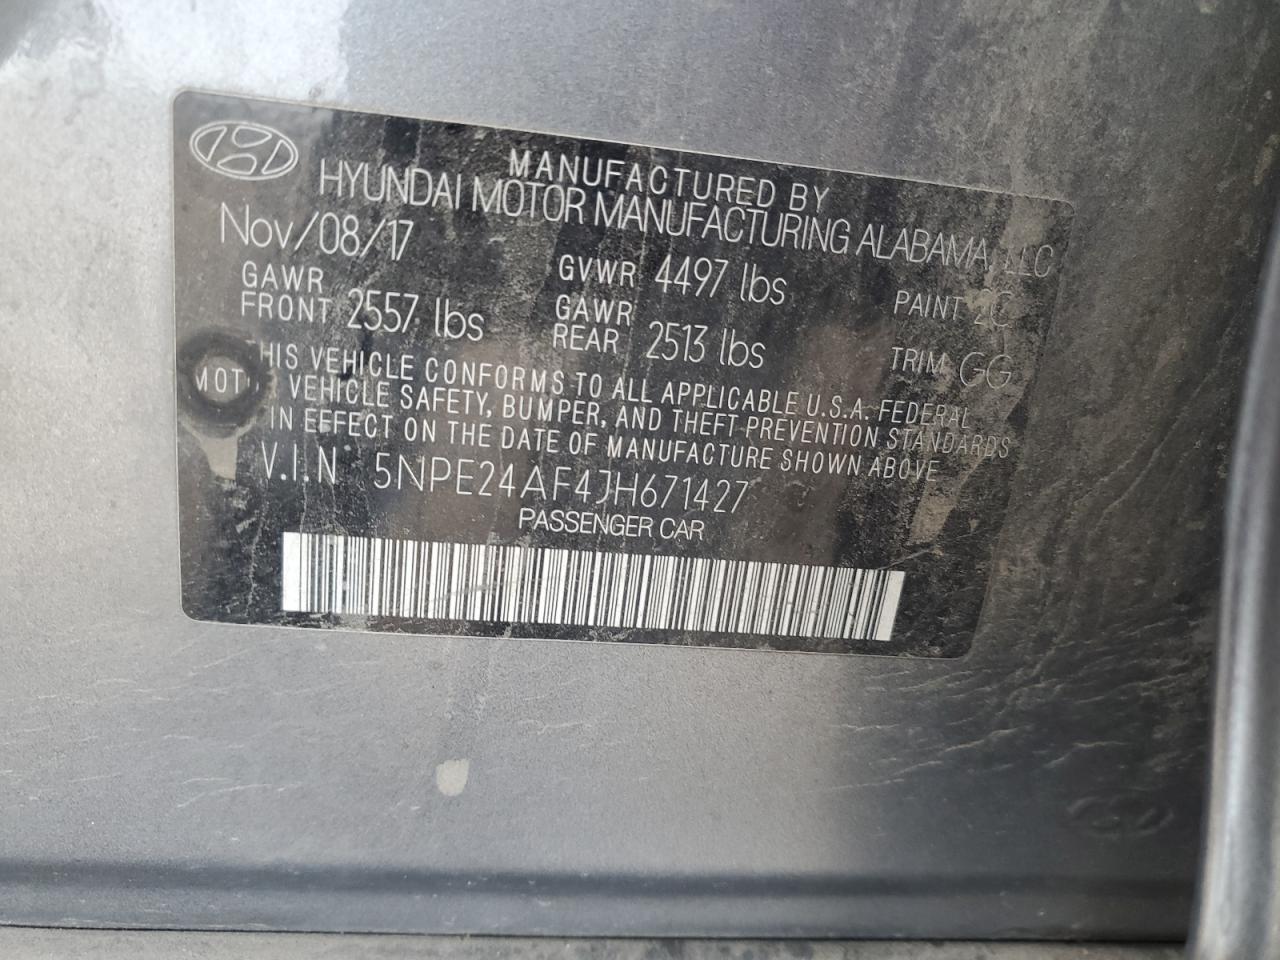 MANUFACTURED BY
HYUNDAI MOTOR MANUFACTURING ALABAMA, LLC
Nov/08/17
GAWR FRONT 2557 lbs
GVWR 4497 lbs
GAWR REAR 2513 lbs
PAINT
TRIM GG
THIS VEHICLE CONFORMS TO ALL APPLICABLE U.S.A. FEDERAL
VEHICLE SAFETY, BUMPER, AND THEFT PREVENTION STANDARDS
IN EFFECT ON THE DATE OF MANUFACTURE SHOWN ABOVE
V.I.N 5NPE24AF4JH671427
PASSENGER CAR